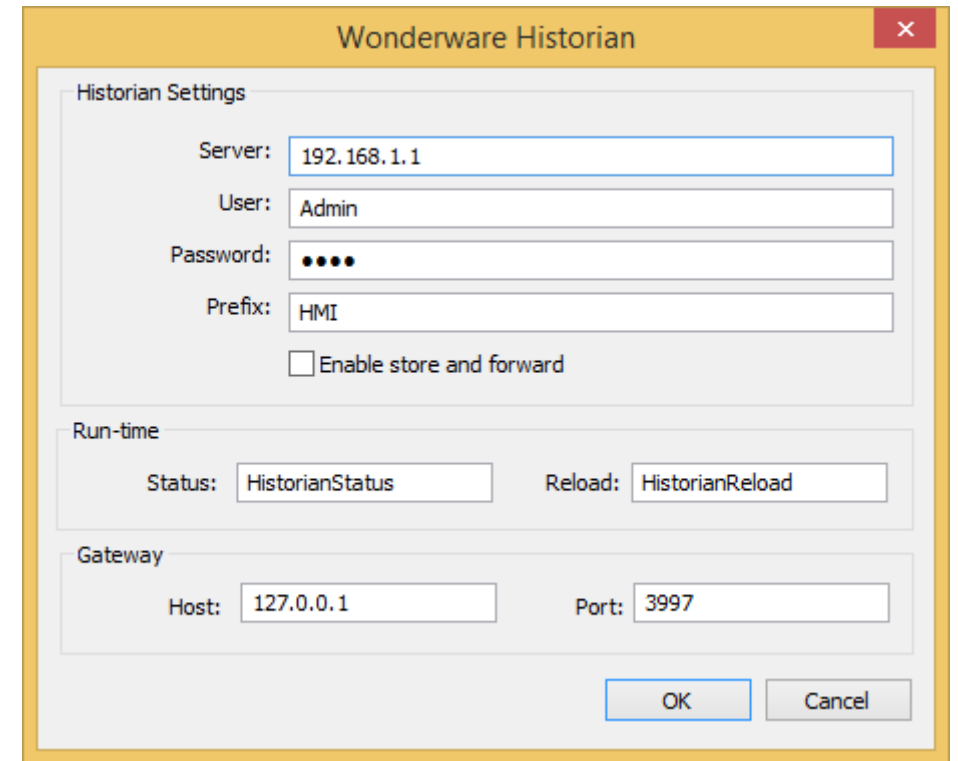 Wonderware Historian
Historian Settings
Server: 192.168.1.1
User: Admin
Password: ••••
Prefix: HMI
Enable store and forward
Run-time
Status: HistorianStatus Reload: HistorianReload
Gateway
Host: 127.0.0.1 Port: 3997
OK Cancel